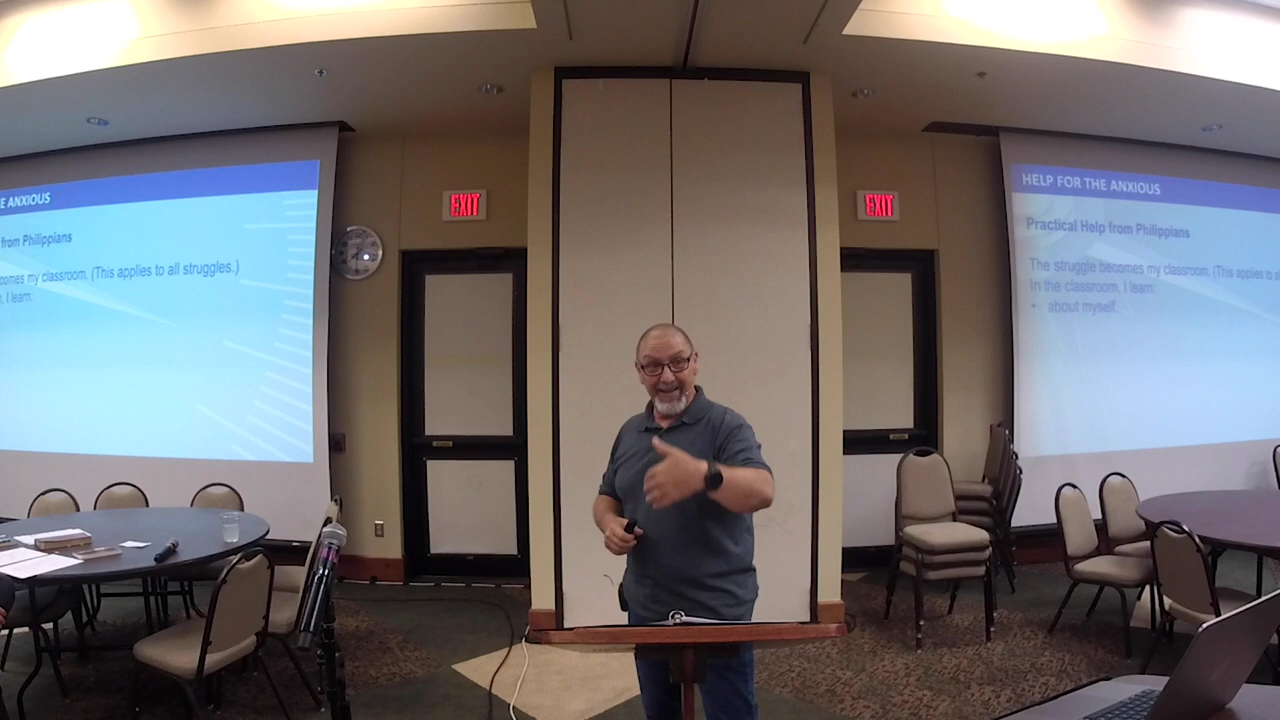 E ANXIOUS
from Philippians
comes my classroom. (This applies to all struggles.)
, I learn:
EXIT
EXIT
HELP FOR THE ANXIOUS
Practical Help from Philippians
The struggle becomes my classroom. (This applies to a
In the classroom, I learn:
• about myself.